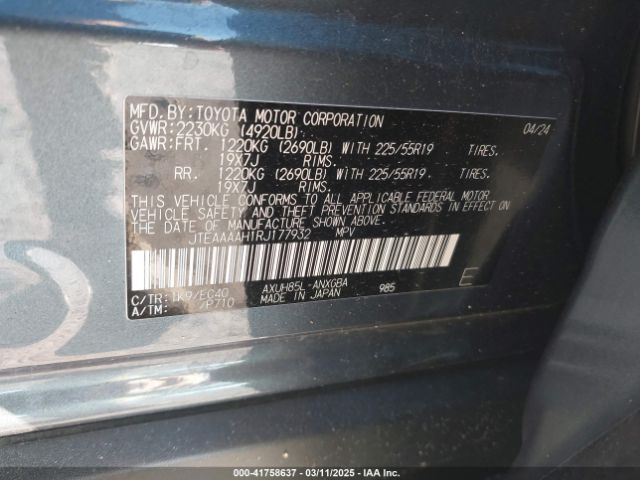 MFD. BY: TOYOTA MOTOR CORPORATION 04/24
GVWR: 2230KG (4920LB)
GAWR: FRT. 1220KG (2690LB) WITH 225/55R19 TIRES.
19X7J RIMS.
RR. 1220KG (2690LB) WITH 225/55R19 TIRES.
19X7J RIMS.
THIS VEHICLE CONFORMS TO ALL APPLICABLE FEDERAL MOTOR
VEHICLE SAFETY AND THEFT PREVENTION STANDARDS IN EFFECT ON
THE DATE OF MANUFACTURE SHOWN ABOVE.
JTEAAAAH1RJ177932 MPV
AXUH85L-ANXGBA
C/TR: 1K9/EC40 MADE IN JAPAN 985
A/TM: /P710
E
000-41758637 - 03/11/2025 - IAA Inc.